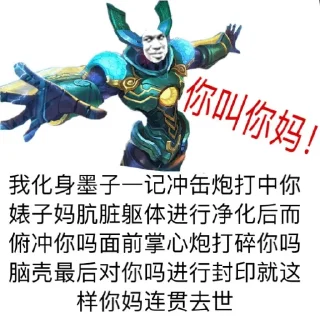 你叫你妈!
我化身墨子一记冲缶炮打中你
婊子妈肮脏躯体进行净化后而
俯冲你吗面前掌心炮打碎你吗
脑壳最后对你吗进行封印就这
样你妈连贯去世